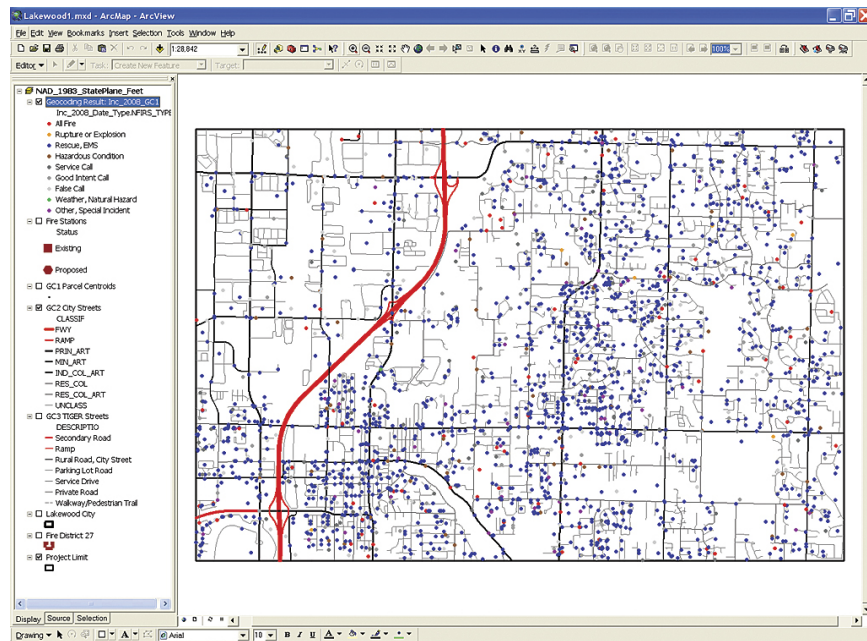 Lakewood1.mxd - ArcMap - ArcView
File Edit View Bookmarks Insert Selection Tools Window Help
1:28,842
100%
Editor Task: Create New Feature Target:
NAD_1983_StatePlane_Feet
Geocoding Result: Inc_2008_GC1
Inc_2008_Date_Type.NFIRS_TYPE
All Fire
Rupture or Explosion
Rescue, EMS
Hazardous Condition
Service Call
Good Intent Call
False Call
Weather, Natural Hazard
Other, Special Incident
Fire Stations
Status
Existing
Proposed
GC1 Parcel Centroids
GC2 City Streets
CLASSIF
FWY
RAMP
PRIN_ART
MIN_ART
IND_COL_ART
RES_COL
RES_COL_ART
UNCLASS
GC3 TIGER Streets
DESCRIPTIO
Secondary Road
Ramp
Rural Road, City Street
Parking Lot Road
Service Drive
Private Road
Walkway/Pedestrian Trail
Lakewood City
Fire District 27
Project Limit
Display Source Selection
Drawing A Arial 10 B I U A